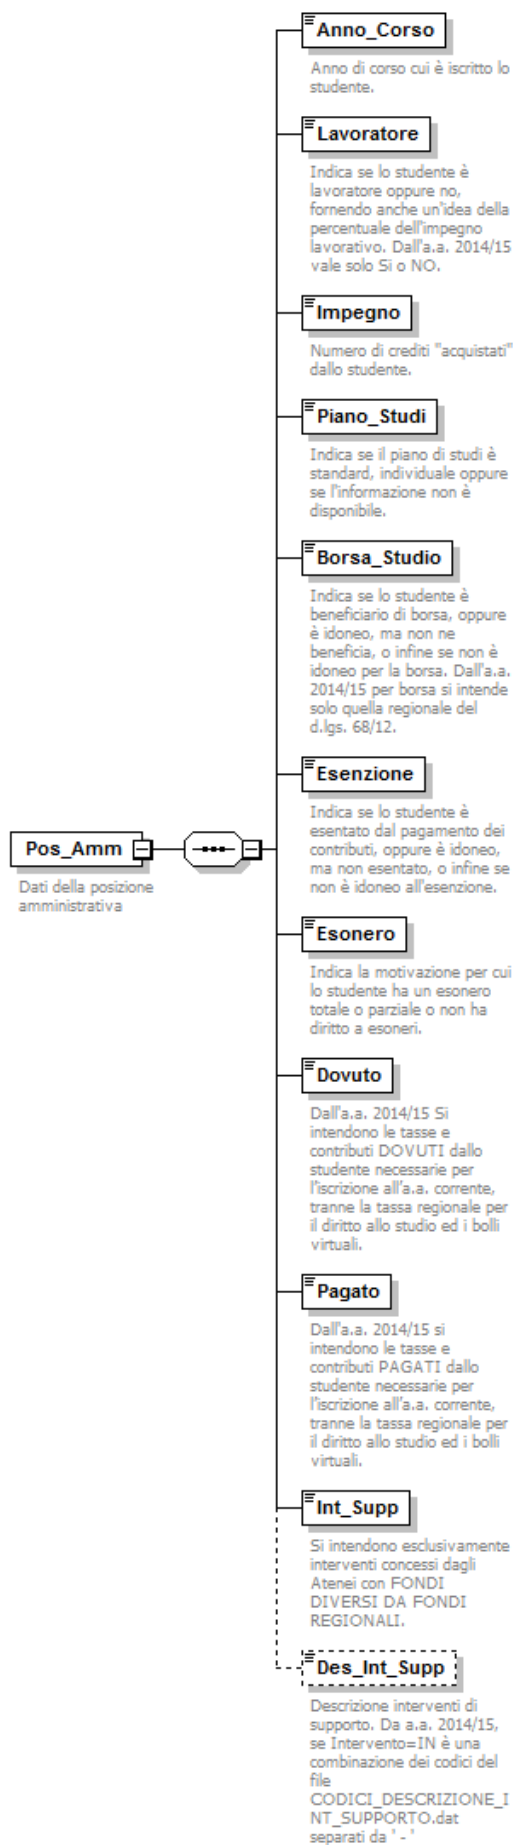 Anno_Corso
Anno di corso cui è iscritto lo
studente.
Lavoratore
Indica se lo studente è
lavoratore oppure no,
fornendo anche un'idea della
percentuale dell'impegno
lavorativo. Dall'a.a. 2014/15
vale solo Si o NO.
Impegno
Numero di crediti "acquistati"
dallo studente.
Piano_Studi
Indica se il piano di studi è
standard, individuale oppure
se l'informazione non è
disponibile.
Borsa_Studio
Indica se lo studente è
beneficiario di borsa, oppure
è idoneo, ma non ne
beneficia, o infine se non è
idoneo per la borsa. Dall'a.a.
2014/15 per borsa si intende
solo quella regionale del
d.lgs. 68/12.
Esenzione
Indica se lo studente è
esentato dal pagamento dei
contributi, oppure è idoneo,
ma non esentato, o infine se
non è idoneo all'esenzione.
Pos_Amm
Dati della posizione
amministrativa
Esonero
Indica la motivazione per cui
lo studente ha un esonero
totale o parziale o non ha
diritto a esoneri.
Dovuto
Dall'a.a. 2014/15 Si
intendono le tasse e
contributi DOVUTI dallo
studente necessarie per
l'iscrizione all'a.a. corrente,
tranne la tassa regionale per
il diritto allo studio ed i bolli
virtuali.
Pagato
Dall'a.a. 2014/15 si
intendono le tasse e
contributi PAGATI dallo
studente necessarie per
l'iscrizione all'a.a. corrente,
tranne la tassa regionale per
il diritto allo studio ed i bolli
virtuali.
Int_Supp
Si intendono esclusivamente
interventi concessi dagli
Atenei con FONDI
DIVERSI DA FONDI
REGIONALI.
Des_Int_Supp
Descrizione interventi di
supporto. Da a.a. 2014/15,
se Intervento=IN è una
combinazione dei codici del
file
CODICI_DESCRIZIONE_I
NT_SUPPORTO.dat
separati da ' - '